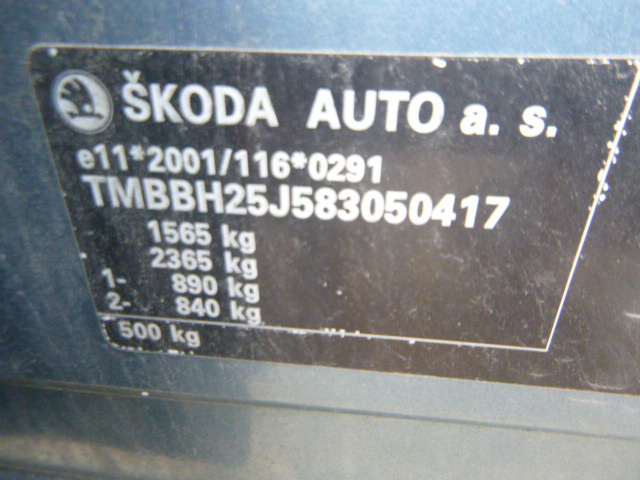 ŠKODA AUTO a. s.
e11*2001/116*0291
TMBBH25J583050417
1565 kg
2365 kg
1- 890 kg
2- 840 kg
500 kg